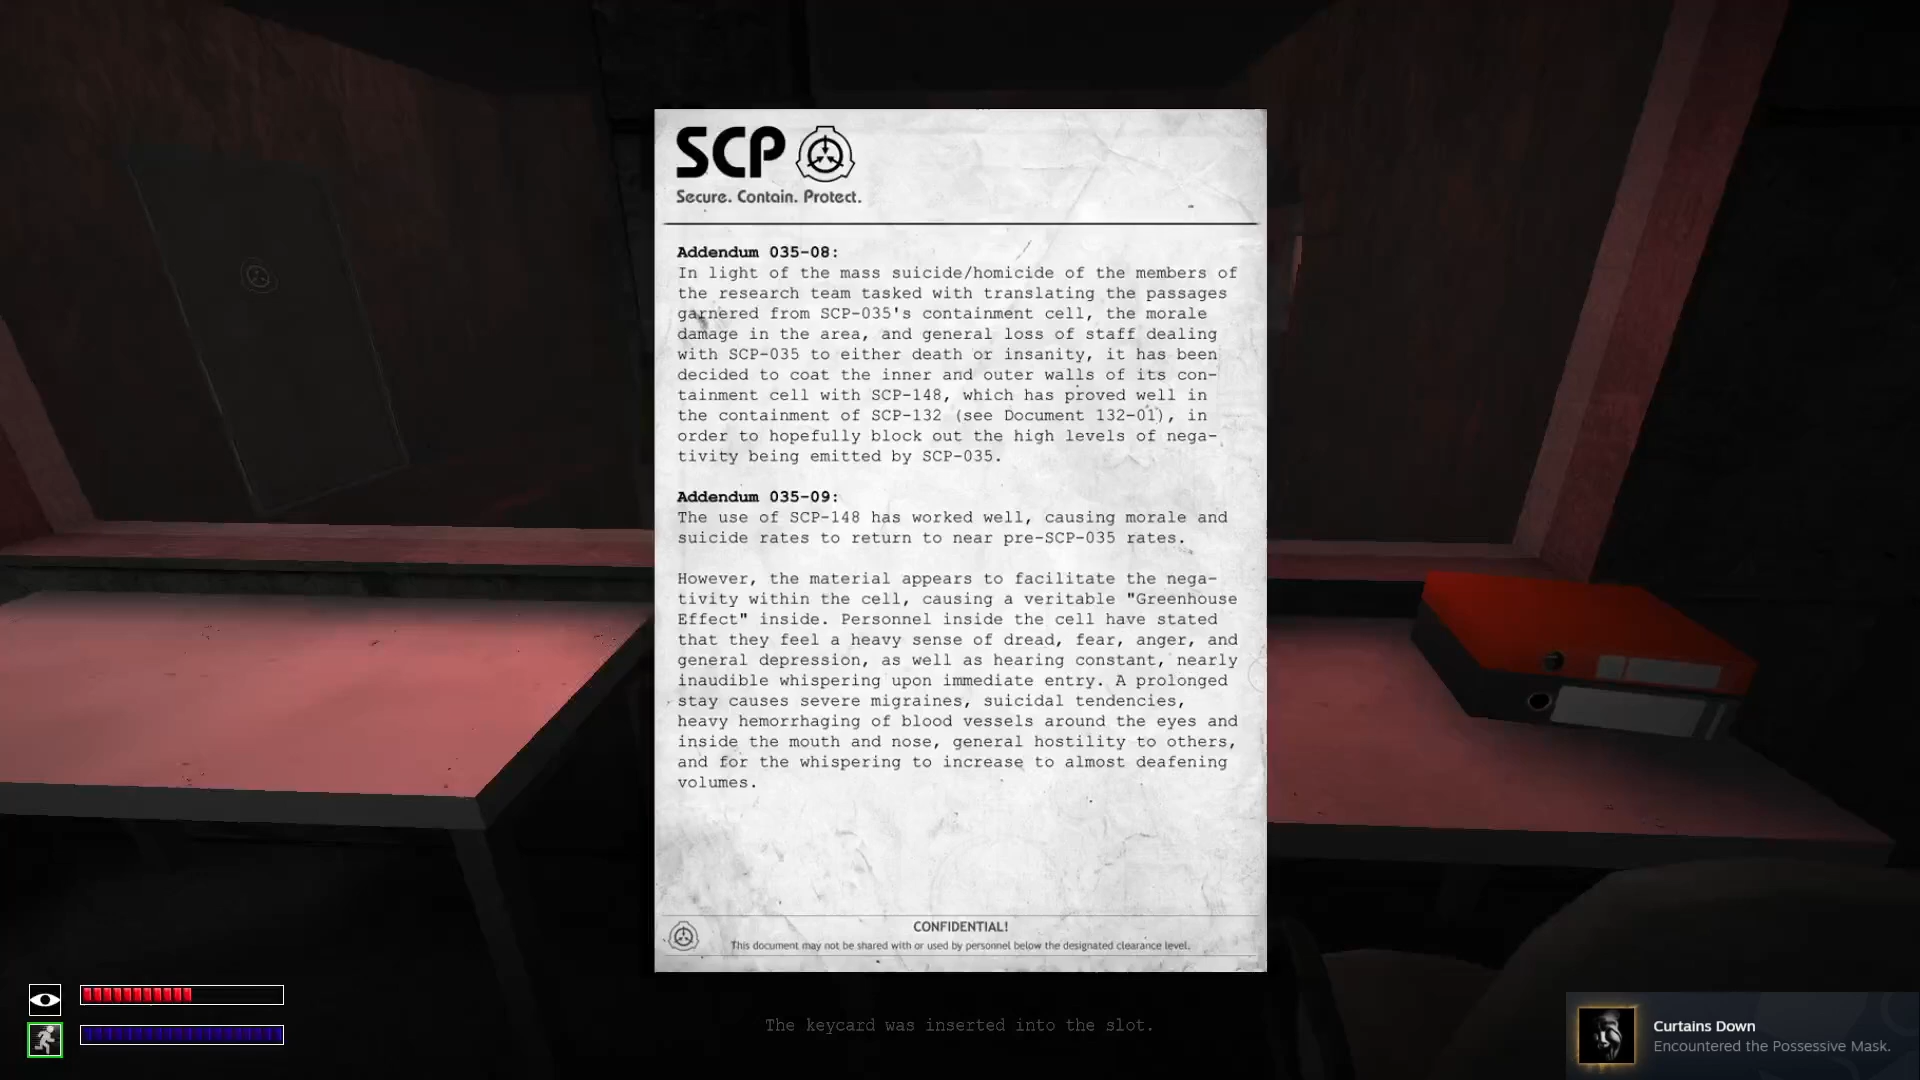 SCP
Secure. Contain. Protect.
Addendum 035-08:
In light of the mass suicide/homicide of the members of
the research team tasked with translating the passages
garnered from SCP-035's containment cell, the morale
damage in the area, and general loss of staff dealing
with SCP-035 to either death or insanity, it has been
decided to coat the inner and outer walls of its con-
tainment cell with SCP-148, which has proved well in
the containment of SCP-132 (see Document 132-01), in
order to hopefully block out the high levels of nega-
tivity being emitted by SCP-035.
Addendum 035-09:
The use of SCP-148 has worked well, causing morale and
suicide rates to return to near pre-SCP-035 rates.
However, the material appears to facilitate the nega-
tivity within the cell, causing a veritable "Greenhouse
Effect" inside. Personnel inside the cell have stated
that they feel a heavy sense of dread, fear, anger, and
general depression, as well as hearing constant, nearly
inaudible whispering upon immediate entry. A prolonged
stay causes severe migraines, suicidal tendencies,
heavy hemorrhaging of blood vessels around the eyes and
inside the mouth and nose, general hostility to others,
and for the whispering to increase to almost deafening
volumes.
CONFIDENTIAL!
This document may not be shared with or used by personnel below the designated clearance level.
The keycard was inserted into the slot.
Curtains Down
Encountered the Possessive Mask.